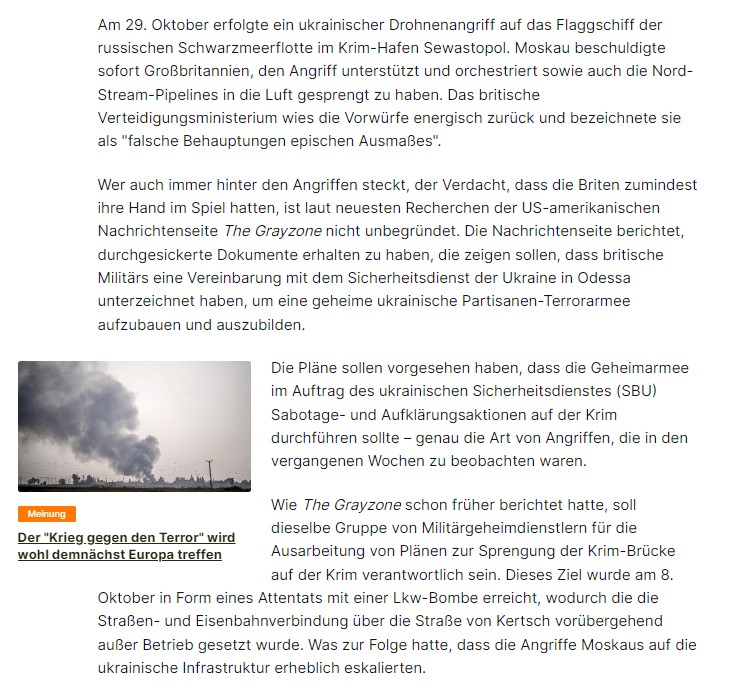 Am 29. Oktober erfolgte ein ukrainischer Drohnenangriff auf das Flaggschiff der
russischen Schwarzmeerflotte im Krim-Hafen Sewastopol. Moskau beschuldigte
sofort Großbritannien, den Angriff unterstützt und orchestriert sowie auch die Nord-
Stream-Pipelines in die Luft gesprengt zu haben. Das britische
Verteidigungsministerium wies die Vorwürfe energisch zurück und bezeichnete sie
als "falsche Behauptungen epischen Ausmaßes".
Wer auch immer hinter den Angriffen steckt, der Verdacht, dass die Briten zumindest
ihre Hand im Spiel hatten, ist laut neuesten Recherchen der US-amerikanischen
Nachrichtenseite The Grayzone nicht unbegründet. Die Nachrichtenseite berichtet,
durchgesickerte Dokumente erhalten zu haben, die zeigen sollen, dass britische
Militärs eine Vereinbarung mit dem Sicherheitsdienst der Ukraine in Odessa
unterzeichnet haben, um eine geheime ukrainische Partisanen-Terrorarmee
aufzubauen und auszubilden.
Die Pläne sollen vorgesehen haben, dass die Geheimarmee
im Auftrag des ukrainischen Sicherheitsdienstes (SBU)
Sabotage- und Aufklärungsaktionen auf der Krim
durchführen sollte – genau die Art von Angriffen, die in den
vergangenen Wochen zu beobachten waren.
Meinung
Der "Krieg gegen den Terror" wird
wohl demnächst Europa treffen
Wie The Grayzone schon früher berichtet hatte, soll
dieselbe Gruppe von Militärgeheimdienstlern für die
Ausarbeitung von Plänen zur Sprengung der Krim-Brücke
auf der Krim verantwortlich sein. Dieses Ziel wurde am 8.
Oktober in Form eines Attentats mit einer Lkw-Bombe erreicht, wodurch die die
Straßen- und Eisenbahnverbindung über die Straße von Kertsch vorübergehend
außer Betrieb gesetzt wurde. Was zur Folge hatte, dass die Angriffe Moskaus auf die
ukrainische Infrastruktur erheblich eskalierten.